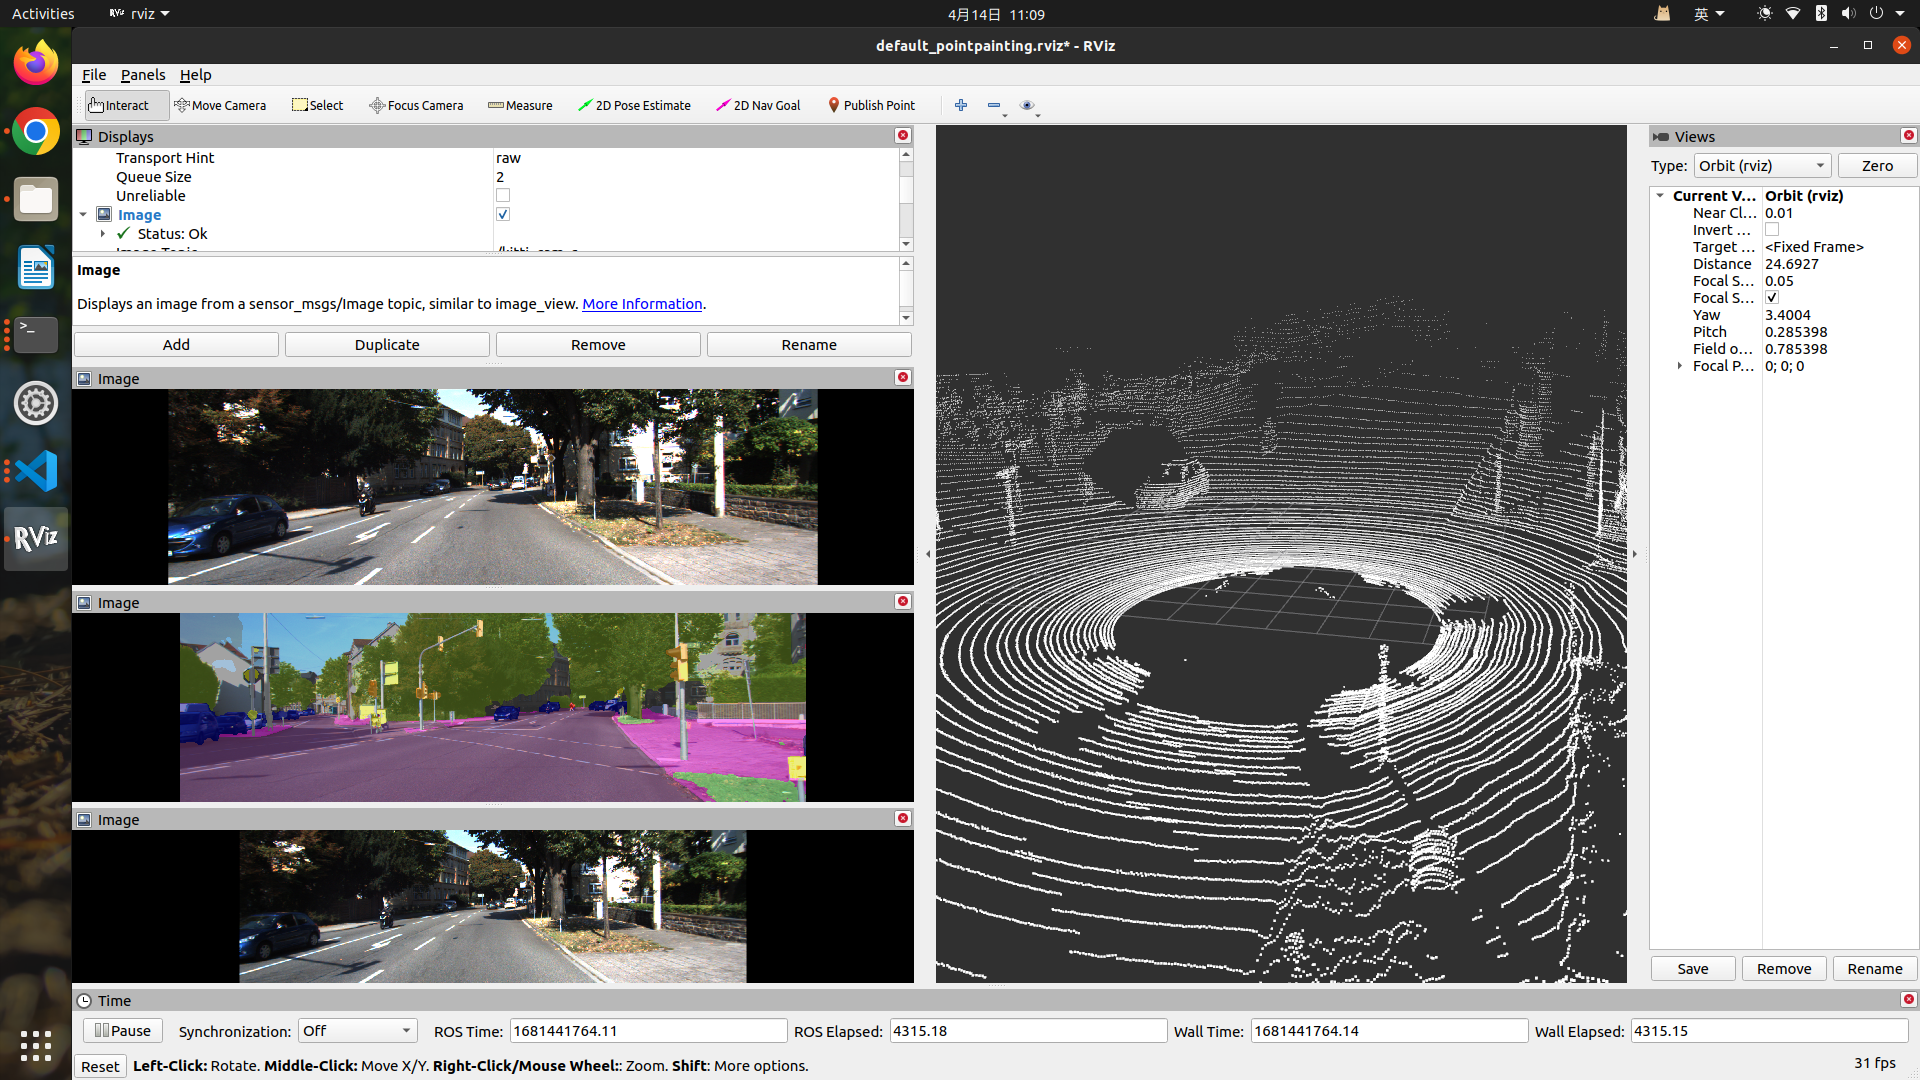 Activities
RViz rviz
4月14日 11:09
英
default_pointpainting.rviz* - RViz
File Panels Help
Interact Move Camera Select Focus Camera Measure 2D Pose Estimate 2D Nav Goal Publish Point
Displays
Transport Hint raw
Queue Size 2
Unreliable
Image
Status: Ok
Image
Displays an image from a sensor_msgs/Image topic, similar to image_view. More Information.
Add Duplicate Remove Rename
Image
Image
Image
Views
Type: Orbit (rviz) Zero
Current V... Orbit (rviz)
Near Cl... 0.01
Invert ...
Target ... <Fixed Frame>
Distance 24.6927
Focal S... 0.05
Focal S...
Yaw 3.4004
Pitch 0.285398
Field o... 0.785398
Focal P... 0; 0; 0
Save Remove Rename
RViz
Time
Pause Synchronization: Off ROS Time: 1681441764.11 ROS Elapsed: 4315.18 Wall Time: 1681441764.14 Wall Elapsed: 4315.15
Reset Left-Click: Rotate. Middle-Click: Move X/Y. Right-Click/Mouse Wheel:: Zoom. Shift: More options.
31 fps